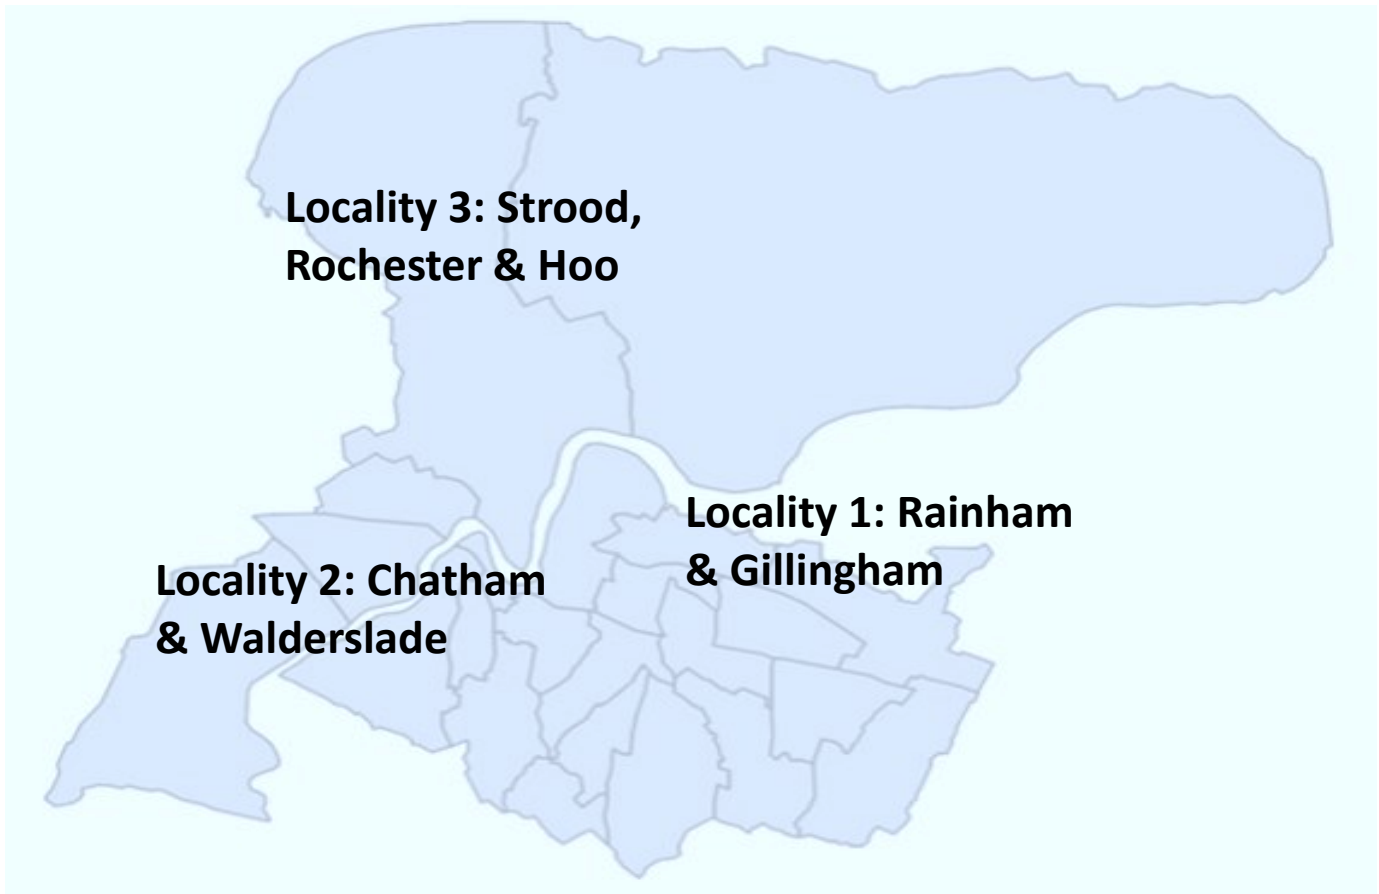 Locality 3: Strood,
Rochester & Hoo
Locality 1: Rainham
& Gillingham
Locality 2: Chatham
& Walderslade